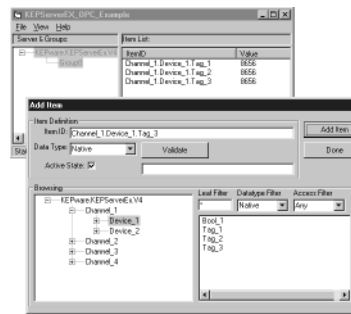 KEPServerEX_OPC_Example
File View Help
Server & Groups: Item List:
KEPware.KEPServerEx.V4
Group0
ItemID Value
Channel_1.Device_1.Tag_1 8656
Channel_1.Device_1.Tag_2 8656
Channel_1.Device_1.Tag_3 8656
Add Item
Item Definition
Item ID: Channel_1.Device_1.Tag_3
Add Item
Data Type: Native Validate Done
Active State:
Browsing
Leaf Filter Datatype Filter Access Filter
* Native Any
KEPware.KEPServerEx.V4
Channel_1
Device_1
Device_2
Channel_2
Channel_3
Channel_4
Bool_1
Tag_1
Tag_2
Tag_3